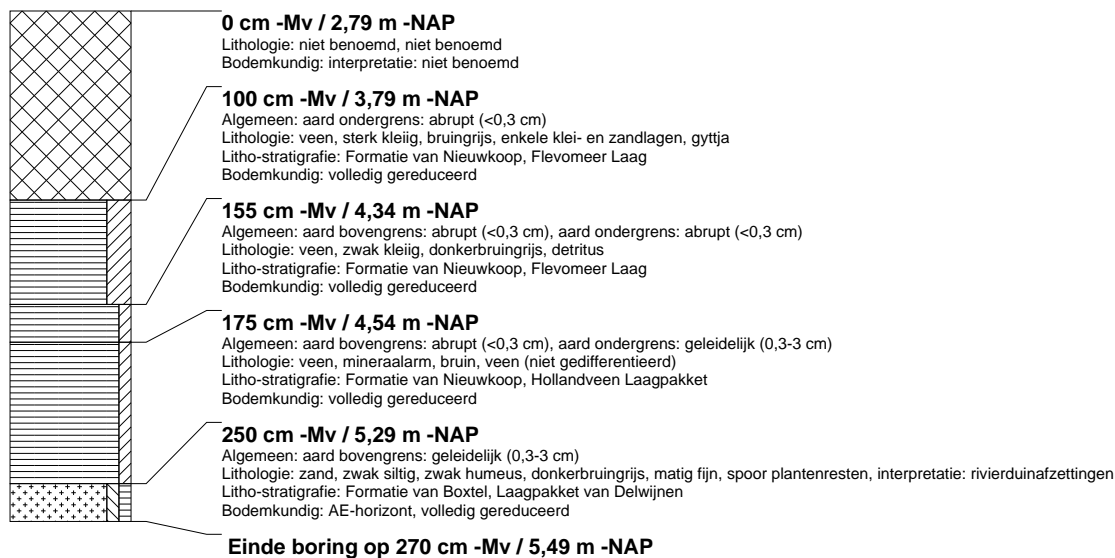 0 cm -Mv / 2,79 m -NAP
Lithologie: niet benoemd, niet benoemd
Bodemkundig: interpretatie: niet benoemd
100 cm -Mv / 3,79 m -NAP
Algemeen: aard ondergrens: abrupt (<0,3 cm)
Lithologie: veen, sterk kleiig, bruingrijs, enkele klei- en zandlagen, gyttja
Litho-stratigrafie: Formatie van Nieuwkoop, Flevomeer Laag
Bodemkundig: volledig gereduceerd
155 cm -Mv / 4,34 m -NAP
Algemeen: aard bovengrens: abrupt (<0,3 cm), aard ondergrens: abrupt (<0,3 cm)
Lithologie: veen, zwak kleiig, donkerbruingrijs, detritus
Litho-stratigrafie: Formatie van Nieuwkoop, Flevomeer Laag
Bodemkundig: volledig gereduceerd
175 cm -Mv / 4,54 m -NAP
Algemeen: aard bovengrens: abrupt (<0,3 cm), aard ondergrens: geleidelijk (0,3-3 cm)
Lithologie: veen, mineraalarm, bruin, veen (niet gedifferentieerd)
Litho-stratigrafie: Formatie van Nieuwkoop, Hollandveen Laagpakket
Bodemkundig: volledig gereduceerd
250 cm -Mv / 5,29 m -NAP
Algemeen: aard bovengrens: geleidelijk (0,3-3 cm)
Lithologie: zand, zwak siltig, zwak humeus, donkerbruingrijs, matig fijn, spoor plantenresten, interpretatie: rivierduinafzettingen
Litho-stratigrafie: Formatie van Boxtel, Laagpakket van Delwijnen
Bodemkundig: AE-horizont, volledig gereduceerd
Einde boring op 270 cm -Mv / 5,49 m -NAP